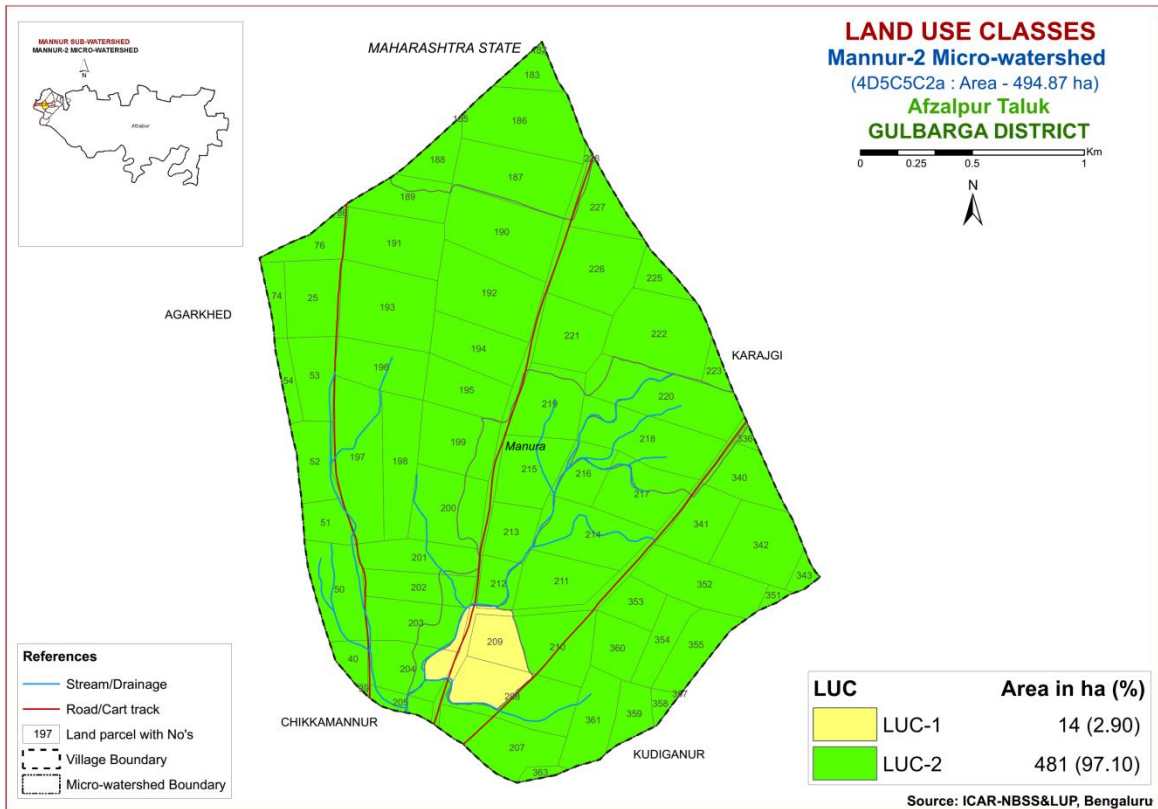 MANNUR SUB-WATERSHED
MANNUR-2 MICRO-WATERSHED
N
Afzalpur
LAND USE CLASSES
Mannur-2 Micro-watershed
(4D5C5C2a : Area - 494.87 ha)
Afzalpur Taluk
GULBARGA DISTRICT
Km
0 0.25 0.5 1
N
MAHARASHTRA STATE
AGARKHED
KARAJGI
Manura
CHIKKAMANNUR
KUDIGANUR
192
183
185
186
188
187
228
189
227
190
76
191
226
225
74
25
192
193
221
222
194
223
53
196
54
195
220
219
218
336
199
52
197
198
215
216
340
217
200
51
341
213
214
342
201
343
50
202
212
211
352
351
353
203
209
210
360
354
355
40
204
205
208
357
361
359
358
207
363
References
Stream/Drainage
Road/Cart track
197 Land parcel with No's
Village Boundary
Micro-watershed Boundary
LUC Area in ha (%)
LUC-1 14 (2.90)
LUC-2 481 (97.10)
Source: ICAR-NBSS&LUP, Bengaluru